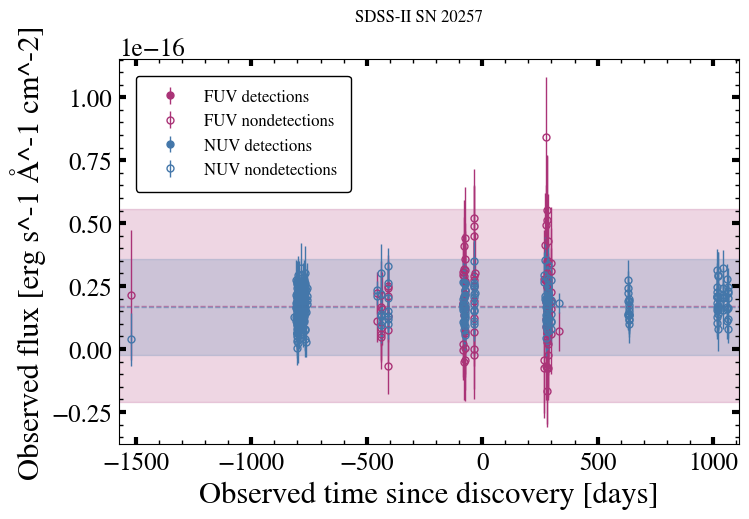 SDSS-II SN 20257
1e−16
FUV detections
FUV nondetections
NUV detections
NUV nondetections
1.00
0.75
0.50
0.25
0.00
−0.25
Observed flux [erg s^-1 Å^-1 cm^-2]
−1500 −1000 −500 0 500 1000
Observed time since discovery [days]